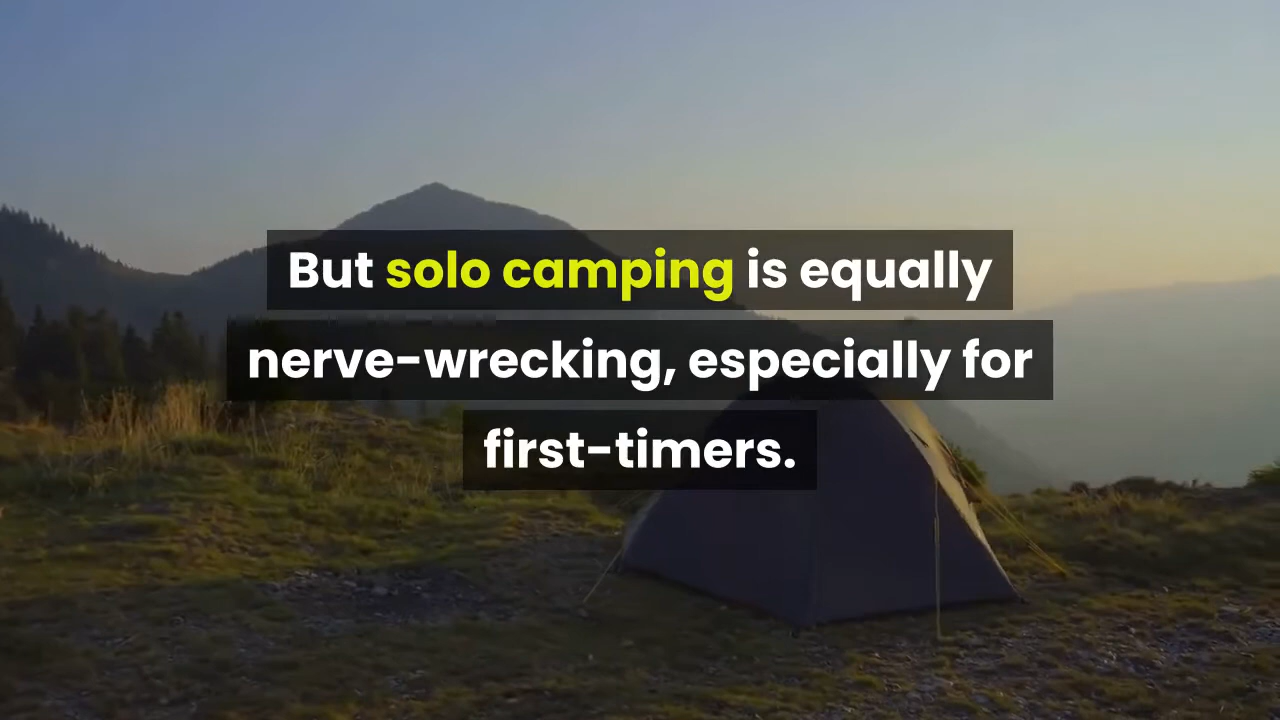 But solo camping is equally
nerve-wrecking, especially for
first-timers.